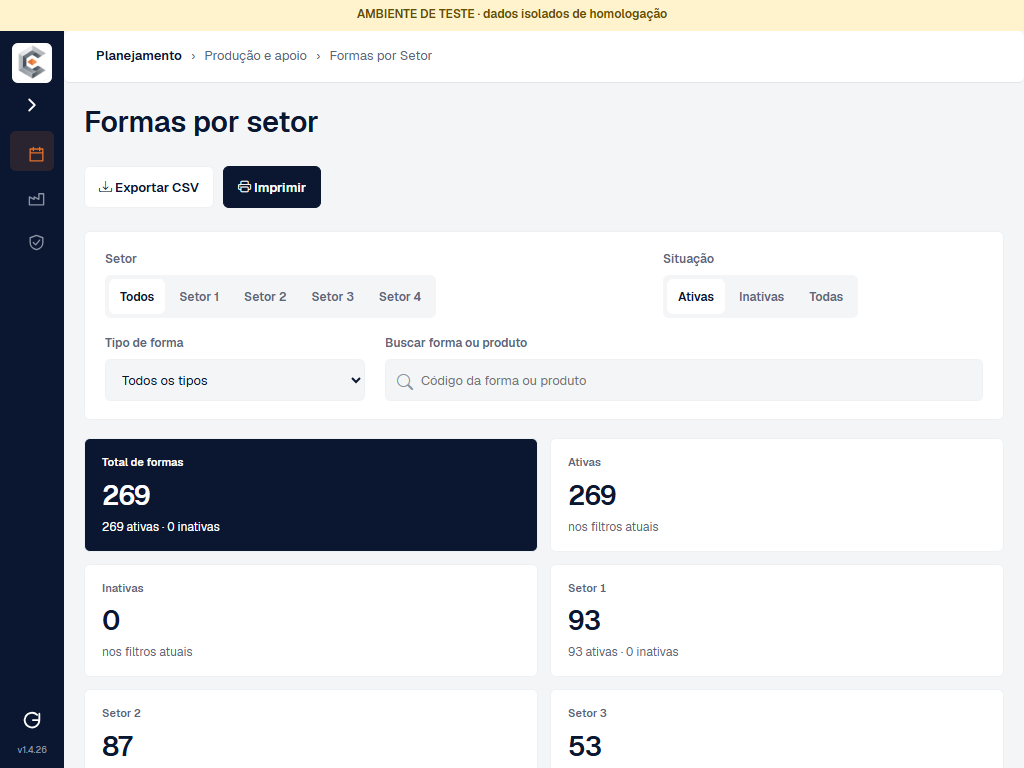 AMBIENTE DE TESTE · dados isolados de homologação
Planejamento › Produção e apoio › Formas por Setor
Formas por setor
Exportar CSV
Imprimir
Setor
Todos Setor 1 Setor 2 Setor 3 Setor 4
Situação
Ativas Inativas Todas
Tipo de forma
Todos os tipos
Buscar forma ou produto
Código da forma ou produto
Total de formas
269
269 ativas · 0 inativas
Ativas
269
nos filtros atuais
Inativas
0
nos filtros atuais
Setor 1
93
93 ativas · 0 inativas
Setor 2
87
Setor 3
53
v1.4.26